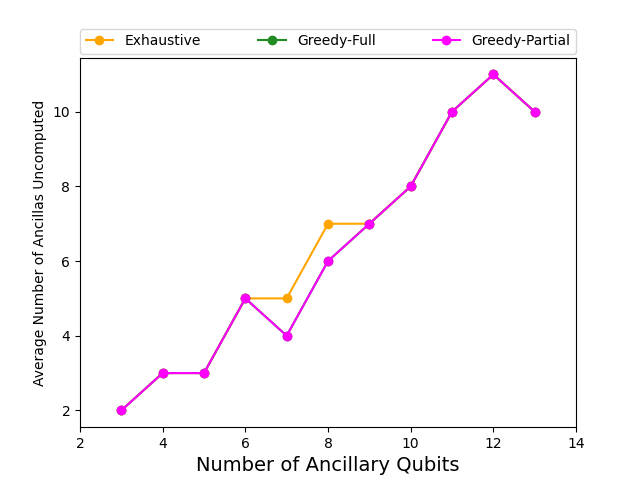 Exhaustive Greedy-Full Greedy-Partial
Average Number of Ancillas Uncomputed
10
8
6
4
2
2 4 6 8 10 12 14
Number of Ancillary Qubits